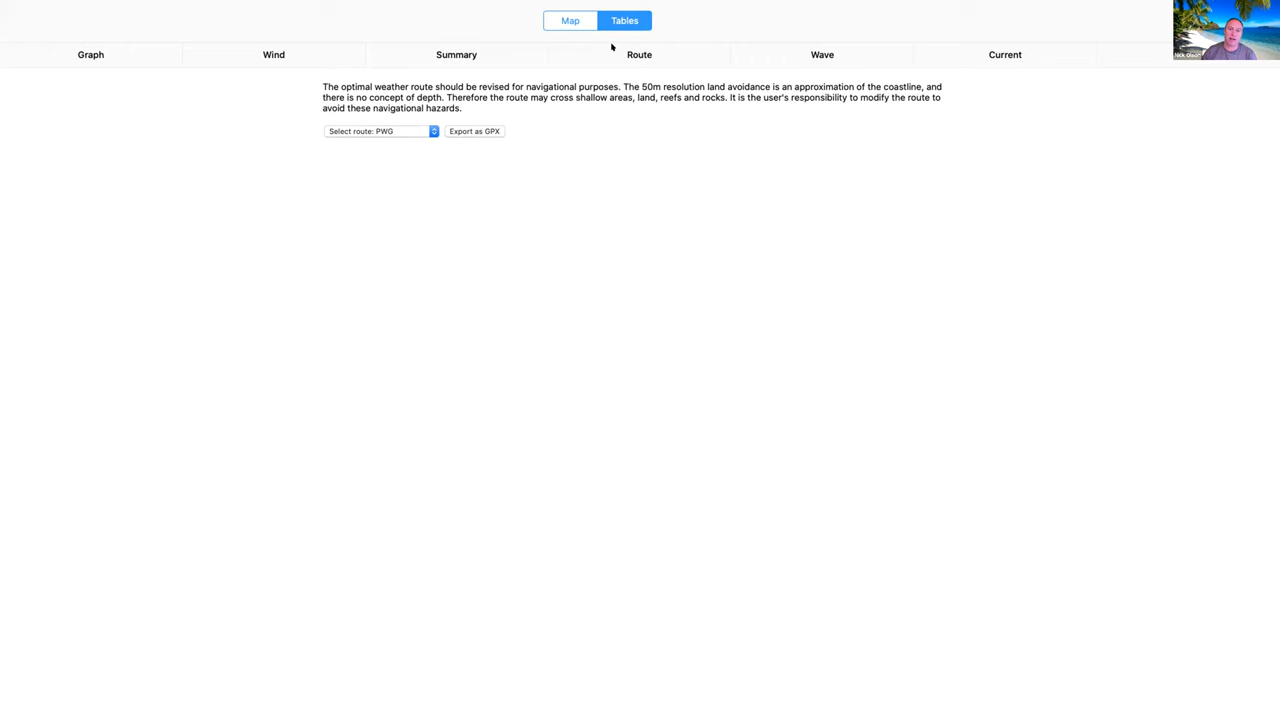 Map Tables
Graph Wind Summary Route Wave Current
The optimal weather route should be revised for navigational purposes. The 50m resolution land avoidance is an approximation of the coastline, and
there is no concept of depth. Therefore the route may cross shallow areas, land, reefs and rocks. It is the user's responsibility to modify the route to
avoid these navigational hazards.
Select route: PWG Export as GPX
Nick Olson